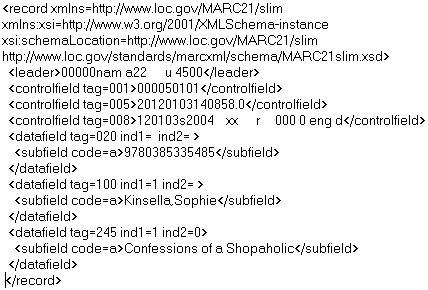 <record xmlns=http://www.loc.gov/MARC21/slim
xmlns:xsi=http://www.w3.org/2001/XMLSchema-instance
xsi:schemaLocation=http://www.loc.gov/MARC21/slim
http://www.loc.gov/standards/marcxml/schema/MARC21slim.xsd>
<leader>00000nam a22     u 4500</leader>
<controlfield tag=001>000050101</controlfield>
<controlfield tag=005>20120103140858.0</controlfield>
<controlfield tag=008>120103s2004   xx     r    000 0 eng d</controlfield>
<datafield tag=020 ind1=  ind2= >
<subfield code=a>9780385335485</subfield>
</datafield>
<datafield tag=100 ind1=1 ind2= >
<subfield code=a>Kinsella,Sophie</subfield>
</datafield>
<datafield tag=245 ind1=1 ind2=0>
<subfield code=a>Confessions of a Shopaholic</subfield>
</datafield>
</record>